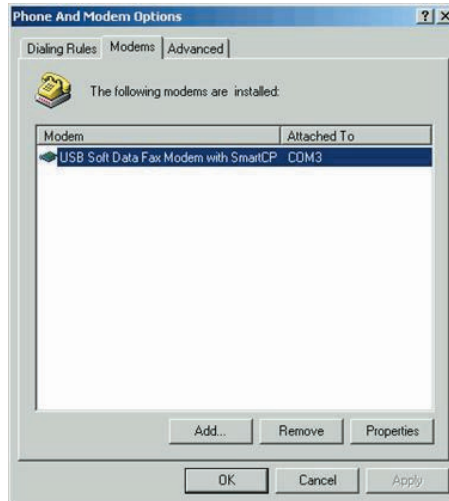 Phone And Modem Options
Dialing Rules Modems Advanced
The following modems are installed:
Modem Attached To
USB Soft Data Fax Modem with SmartCP COM3
Add... Remove Properties
OK Cancel Apply